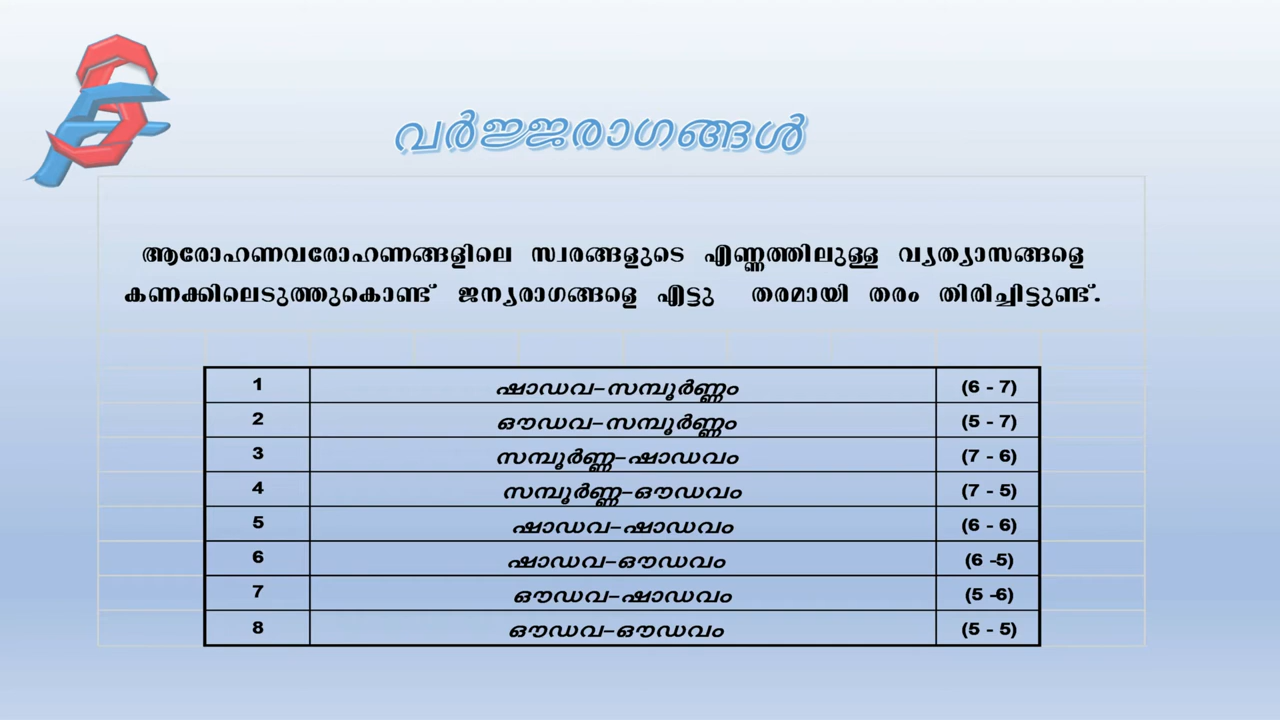 വർജ്ജരാഗങ്ങൾ
ആരോഹണവരോഹണങ്ങളിലെ സ്വരങ്ങളുടെ എണ്ണത്തിലുള്ള വ്യത്യാസങ്ങളെ
കണക്കിലെടുത്തുകൊണ്ട് ജന്യരാഗങ്ങളെ എട്ടു തരമായി തരം തിരിച്ചിട്ടുണ്ട്.
1 ഷാഡവ-സമ്പൂർണ്ണം (6 - 7)
2 ഔഡവ-സമ്പൂർണ്ണം (5 - 7)
3 സമ്പൂർണ്ണ-ഷാഡവം (7 - 6)
4 സമ്പൂർണ്ണ-ഔഡവം (7 - 5)
5 ഷാഡവ-ഷാഡവം (6 - 6)
6 ഷാഡവ-ഔഡവം (6 -5)
7 ഔഡവ-ഷാഡവം (5 -6)
8 ഔഡവ-ഔഡവം (5 - 5)